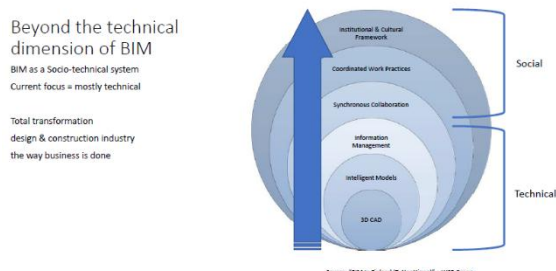 Beyond the technical
dimension of BIM
BIM as a Socio-technical system
Current focus = mostly technical
Total transformation
design & construction industry
the way business is done
Institutional & Cultural
Framework
Coordinated Work Practices
Synchronous Collaboration
Information
Management
Intelligent Models
3D CAD
Social
Technical